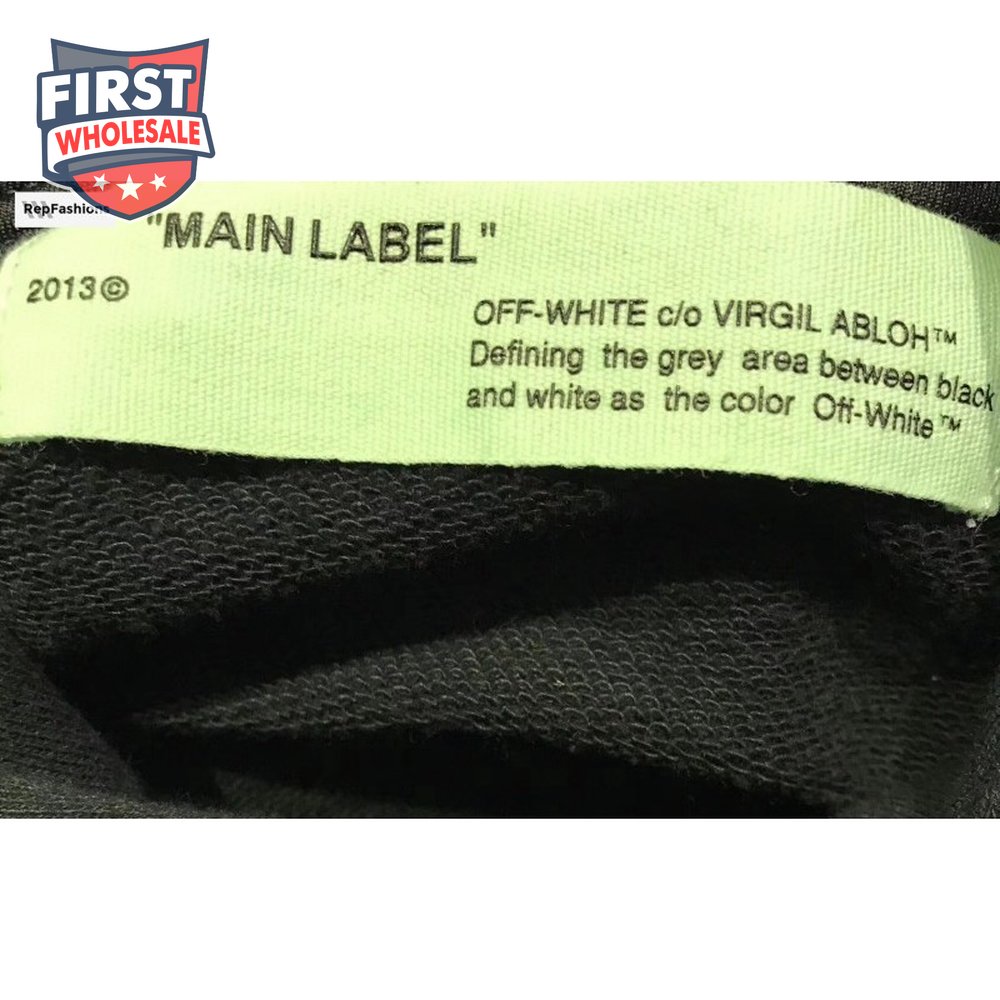 FIRST
WHOLESALE
RepFashions
"MAIN LABEL"
2013©
OFF-WHITE c/o VIRGIL ABLOH™
Defining the grey area between black
and white as the color Off-White™